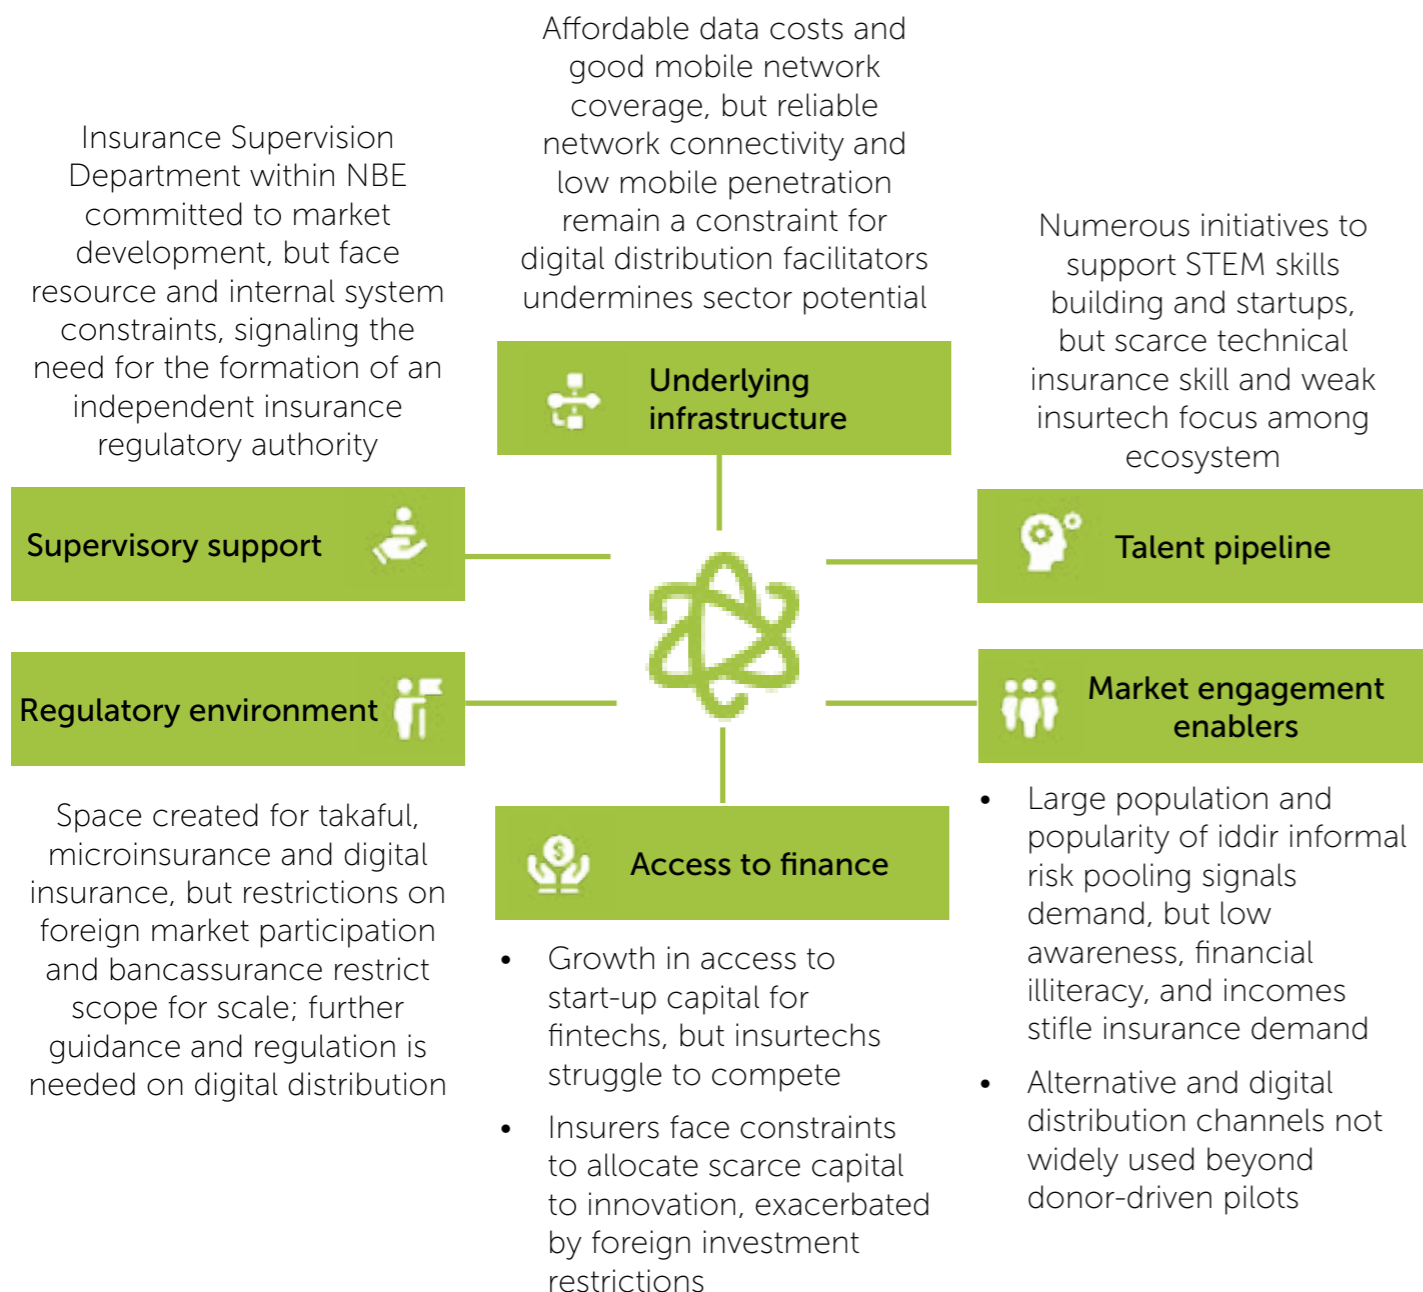 Affordable data costs and
good mobile network
coverage, but reliable
network connectivity and
low mobile penetration
remain a constraint for
digital distribution facilitators
undermines sector potential
Underlying
infrastructure
Insurance Supervision
Department within NBE
committed to market
development, but face
resource and internal system
constraints, signaling the
need for the formation of an
independent insurance
regulatory authority
Supervisory support
Numerous initiatives to
support STEM skills
building and startups,
but scarce technical
insurance skill and weak
insurtech focus among
ecosystem
Talent pipeline
Regulatory environment
Space created for takaful,
microinsurance and digital
insurance, but restrictions on
foreign market participation
and bancassurance restrict
scope for scale; further
guidance and regulation is
needed on digital distribution
Access to finance
• Growth in access to
start-up capital for
fintechs, but insurtechs
struggle to compete
• Insurers face constraints
to allocate scarce capital
to innovation, exacerbated
by foreign investment
restrictions
Market engagement
enablers
• Large population and
popularity of iddir informal
risk pooling signals
demand, but low
awareness, financial
illiteracy, and incomes
stifle insurance demand
• Alternative and digital
distribution channels not
widely used beyond
donor-driven pilots